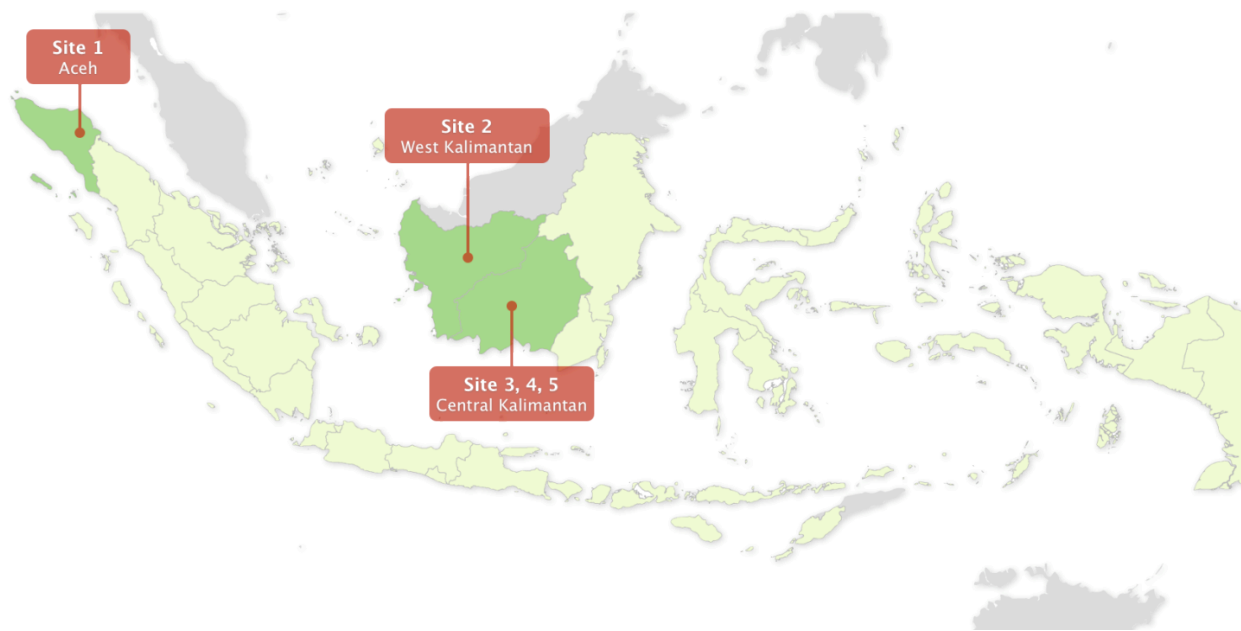 Site 1
Aceh
Site 2
West Kalimantan
Site 3, 4, 5
Central Kalimantan